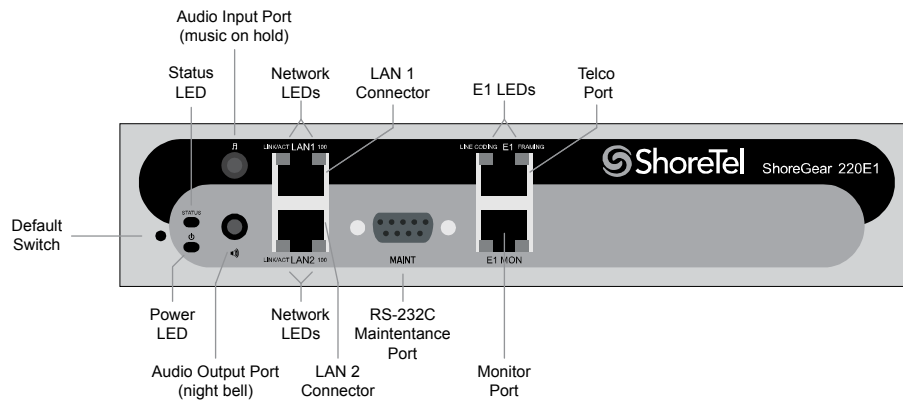 Audio Input Port
(music on hold)
Status
LED
Network
LEDs
LAN 1
Connector
E1 LEDs
Telco
Port
LINK/ACT LAN1 100
LINE CODING E1 FRAMING
ShoreTel
ShoreGear 220E1
STATUS
Default
Switch
LINK/ACT LAN2 100
MAINT
E1 MON
Power
LED
Network
LEDs
RS-232C
Maintentance
Port
Audio Output Port
(night bell)
LAN 2
Connector
Monitor
Port